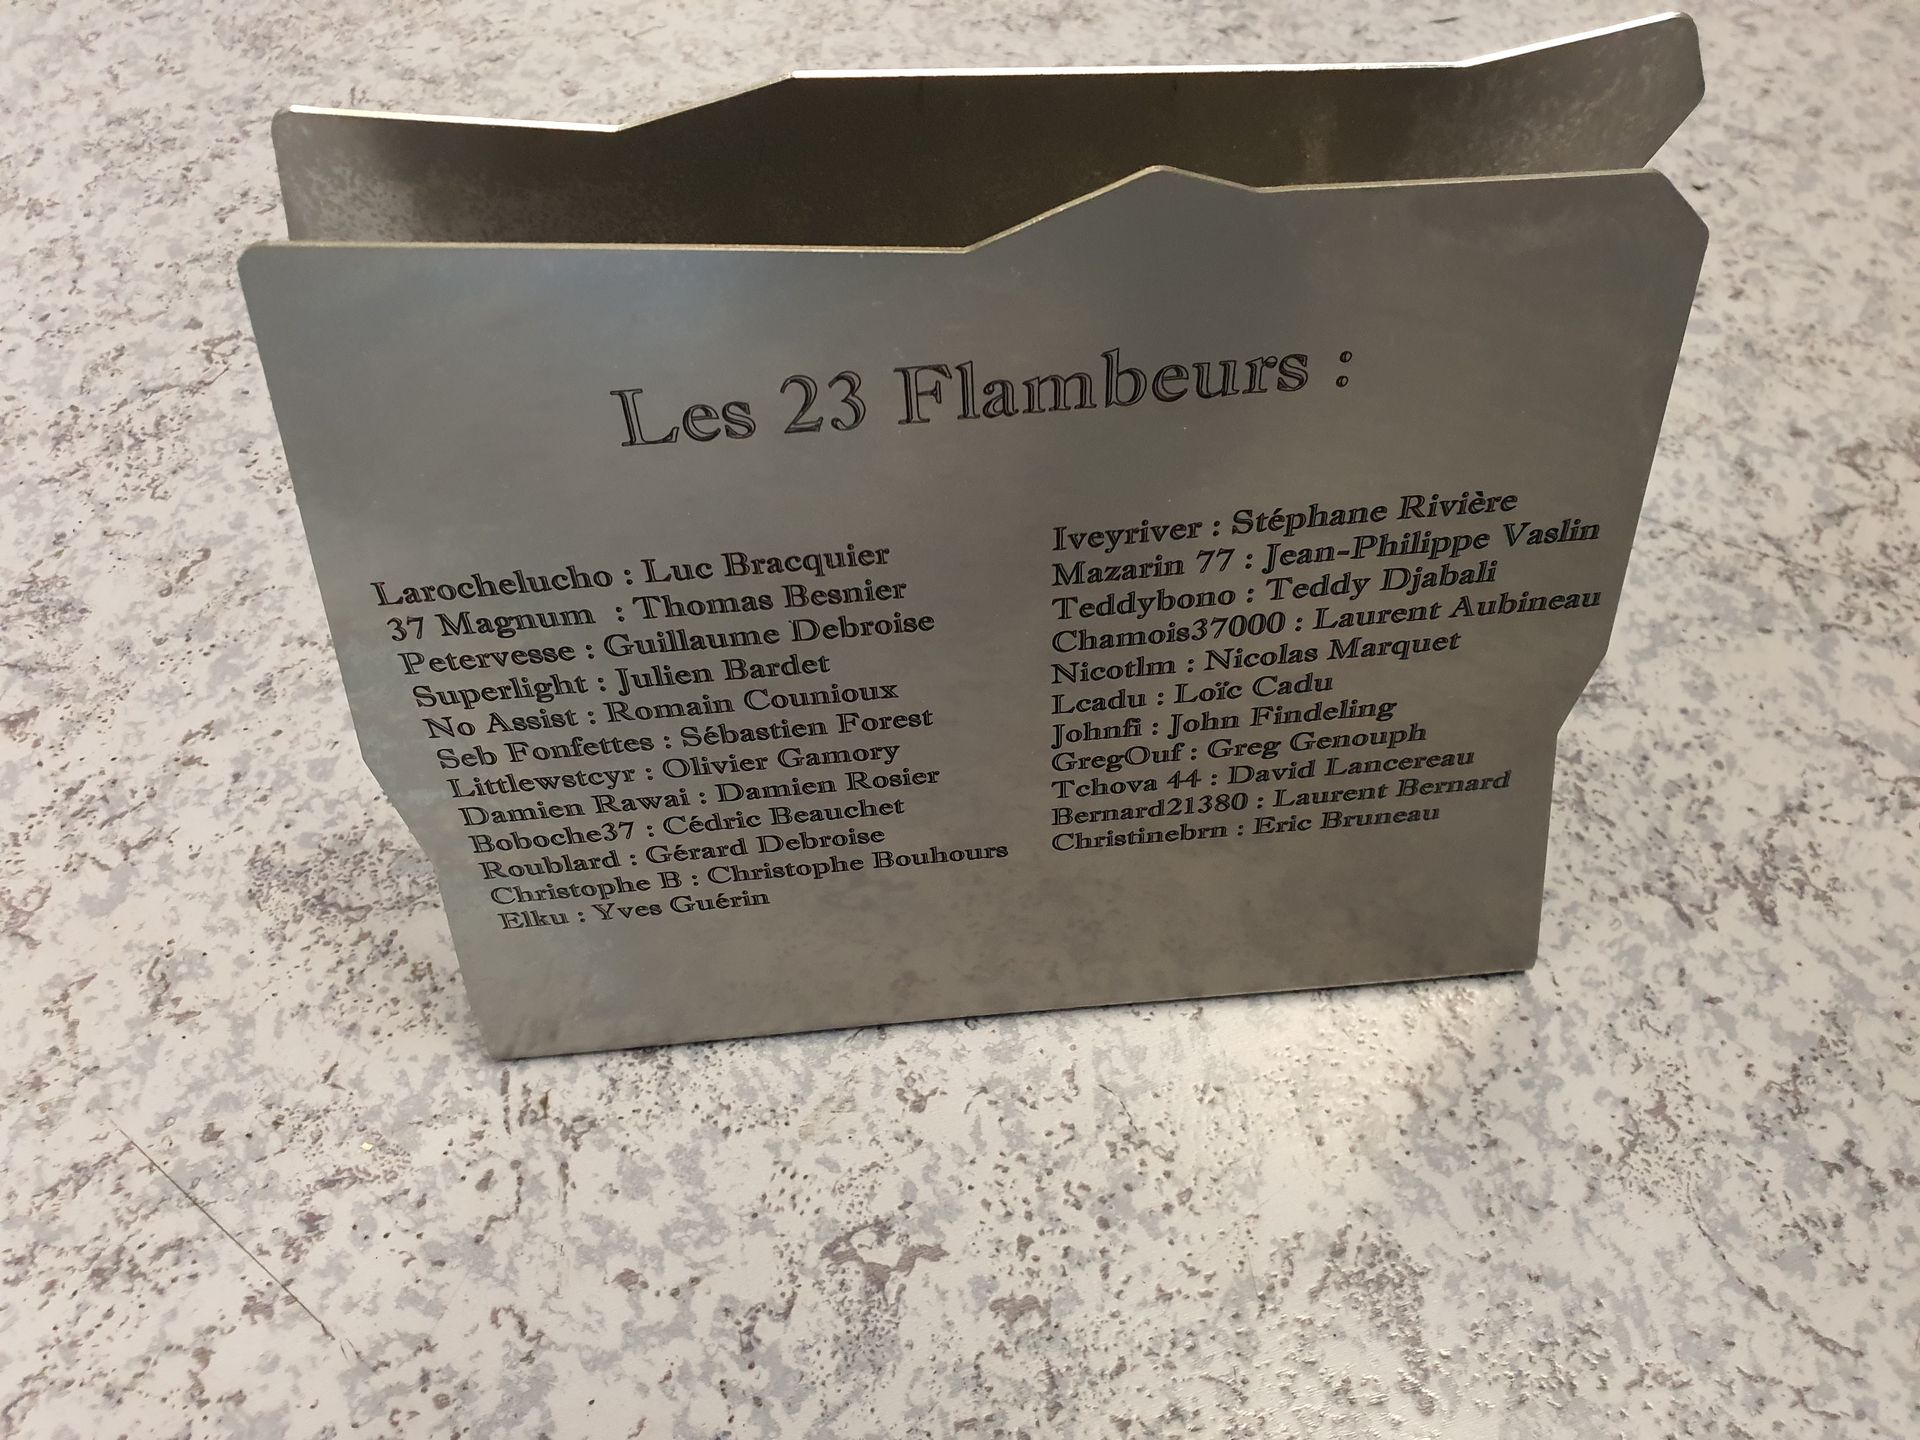 Les 23 Flambeurs :
Larochelucho : Luc Bracquier
37 Magnum : Thomas Besnier
Petervesse : Guillaume Debroise
Superlight : Julien Bardet
No Assist : Romain Counioux
Seb Fonfettes : Sébastien Forest
Littlewstcyr : Olivier Gamory
Damien Rawai : Damien Rosier
Boboche37 : Cédric Beauchet
Roublard : Gérard Debroise
Christophe B : Christophe Bouhours
Elku : Yves Guérin
Iveyriver : Stéphane Rivière
Mazarin 77 : Jean-Philippe Vaslin
Teddybono : Teddy Djabali
Chamois37000 : Laurent Aubineau
Nicotlm : Nicolas Marquet
Lcadu : Loïc Cadu
Johnfi : John Findeling
GregOuf : Greg Genouph
Tchova 44 : David Lancereau
Bernard21380 : Laurent Bernard
Christinebrn : Eric Bruneau